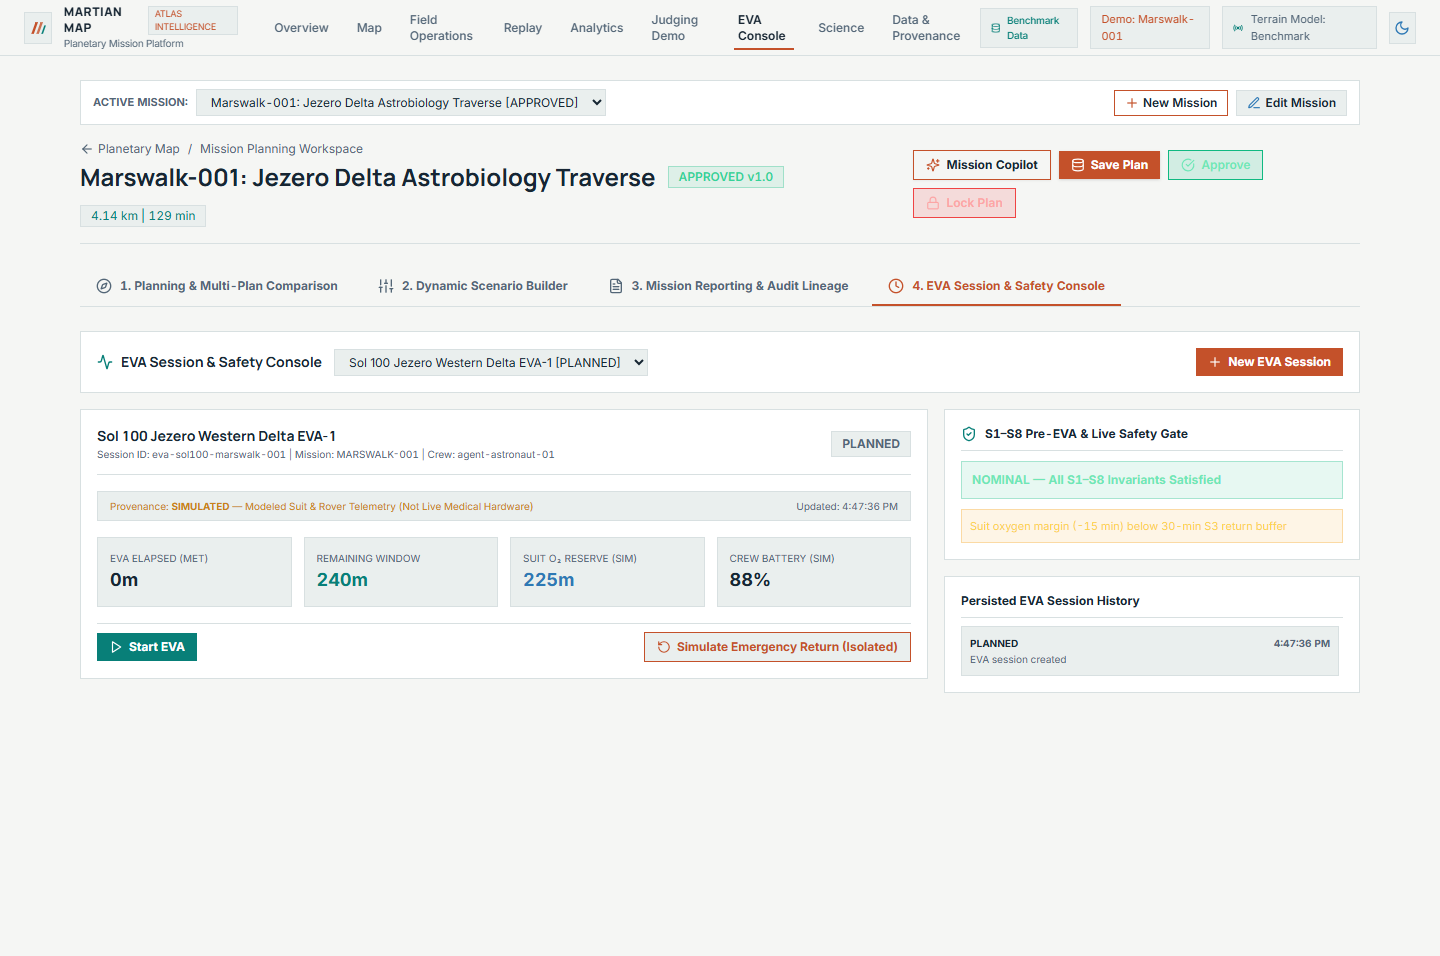 MARTIAN MAP
ATLAS INTELLIGENCE
Planetary Mission Platform
Overview
Map
Field Operations
Replay
Analytics
Judging Demo
EVA Console
Science
Data & Provenance
Benchmark Data
Demo: Marswalk-001
Terrain Model: Benchmark
ACTIVE MISSION:
Marswalk-001: Jezero Delta Astrobiology Traverse [APPROVED]
New Mission
Edit Mission
Planetary Map / Mission Planning Workspace
Marswalk-001: Jezero Delta Astrobiology Traverse
APPROVED v1.0
4.14 km | 129 min
Mission Copilot
Save Plan
Approve
Lock Plan
1. Planning & Multi-Plan Comparison
2. Dynamic Scenario Builder
3. Mission Reporting & Audit Lineage
4. EVA Session & Safety Console
EVA Session & Safety Console
Sol 100 Jezero Western Delta EVA-1 [PLANNED]
New EVA Session
Sol 100 Jezero Western Delta EVA-1
Session ID: eva-sol100-marswalk-001 | Mission: MARSWALK-001 | Crew: agent-astronaut-01
PLANNED
Provenance: SIMULATED — Modeled Suit & Rover Telemetry (Not Live Medical Hardware)
Updated: 4:47:36 PM
EVA ELAPSED (MET)
0m
REMAINING WINDOW
240m
SUIT O₂ RESERVE (SIM)
225m
CREW BATTERY (SIM)
88%
Start EVA
Simulate Emergency Return (Isolated)
S1–S8 Pre-EVA & Live Safety Gate
NOMINAL — All S1–S8 Invariants Satisfied
Suit oxygen margin (-15 min) below 30-min S3 return buffer
Persisted EVA Session History
PLANNED
4:47:36 PM
EVA session created